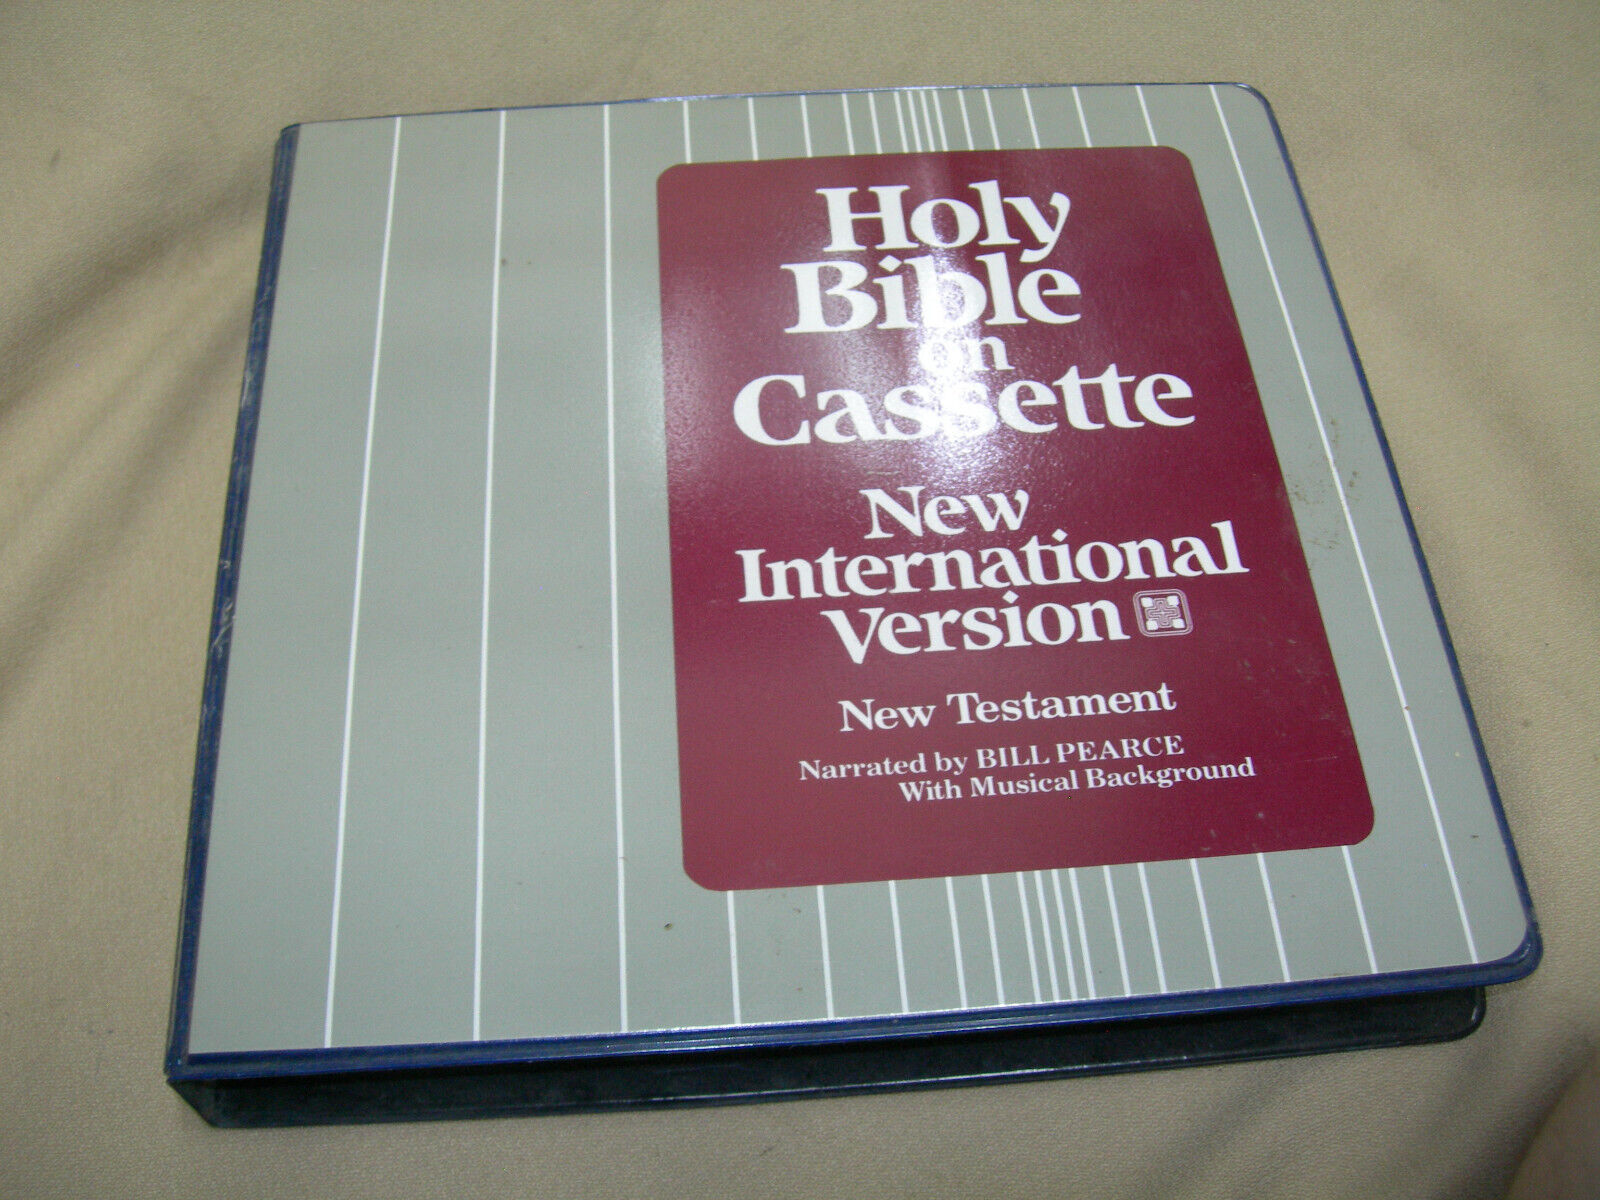 Holy
Bible
on
Cassette
New
International
Version
New Testament
Narrated by BILL PEARCE
With Musical Background